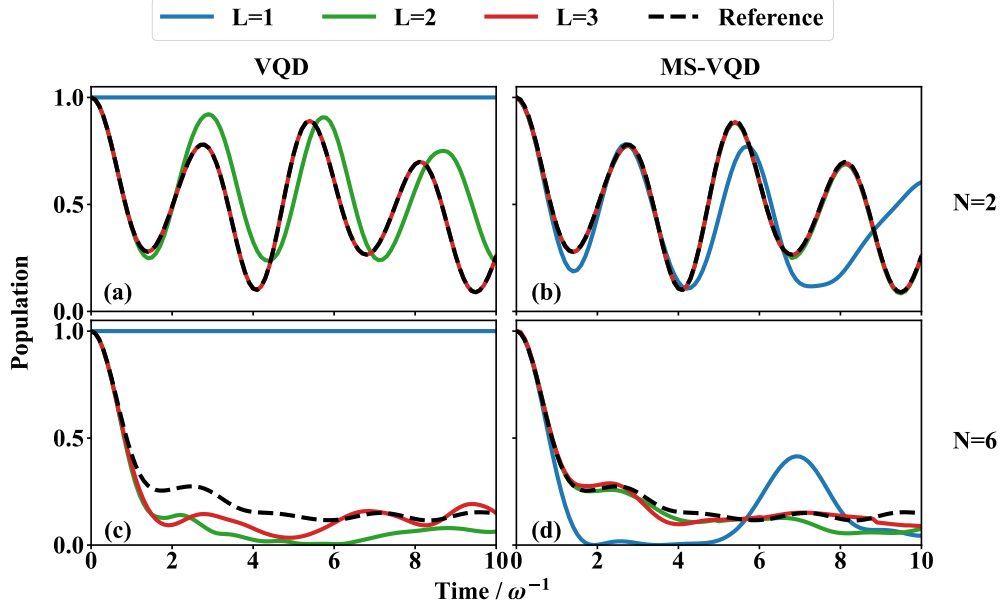 L=1 L=2 L=3 Reference
VQD MS-VQD
1.0
0.5
0.0
(a) (b)
N=2
1.0
0.5
0.0
(c) (d)
N=6
Population
0 2 4 6 8 10 0 2 4 6 8 10
Time / ω⁻¹